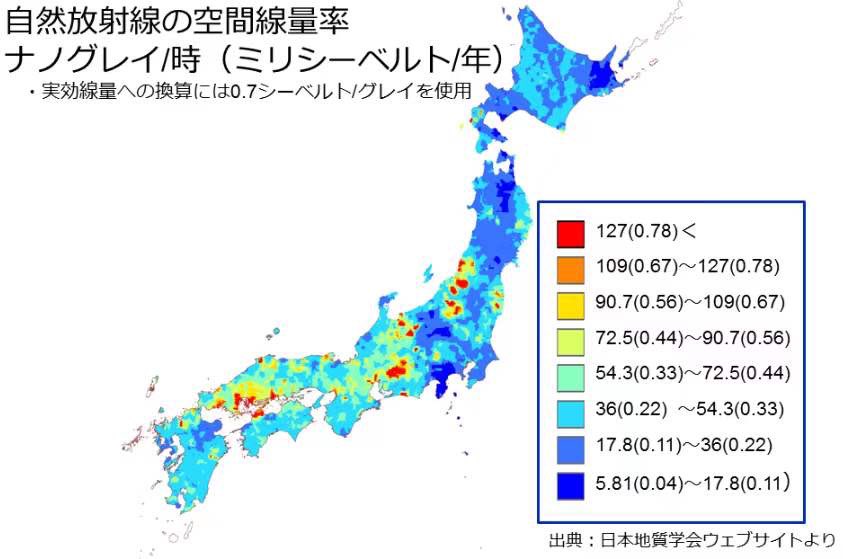 自然放射線の空間線量率
ナノグレイ/時（ミリシーベルト/年）
・実効線量への換算には0.7シーベルト/グレイを使用
127(0.78)＜
109(0.67)～127(0.78)
90.7(0.56)～109(0.67)
72.5(0.44)～90.7(0.56)
54.3(0.33)～72.5(0.44)
36(0.22) ～54.3(0.33)
17.8(0.11)～36(0.22)
5.81(0.04)～17.8(0.11）
出典：日本地質学会ウェブサイトより